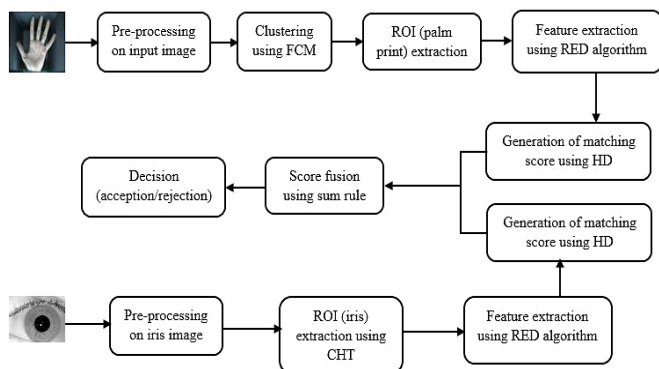 Pre-processing
on input image
Clustering
using FCM
ROI (palm
print) extraction
Feature extraction
using RED algorithm
Generation of matching
score using HD
Decision
(acception/rejection)
Score fusion
using sum rule
Generation of matching
score using HD
Pre-processing
on iris image
ROI (iris)
extraction using
CHT
Feature extraction
using RED algorithm